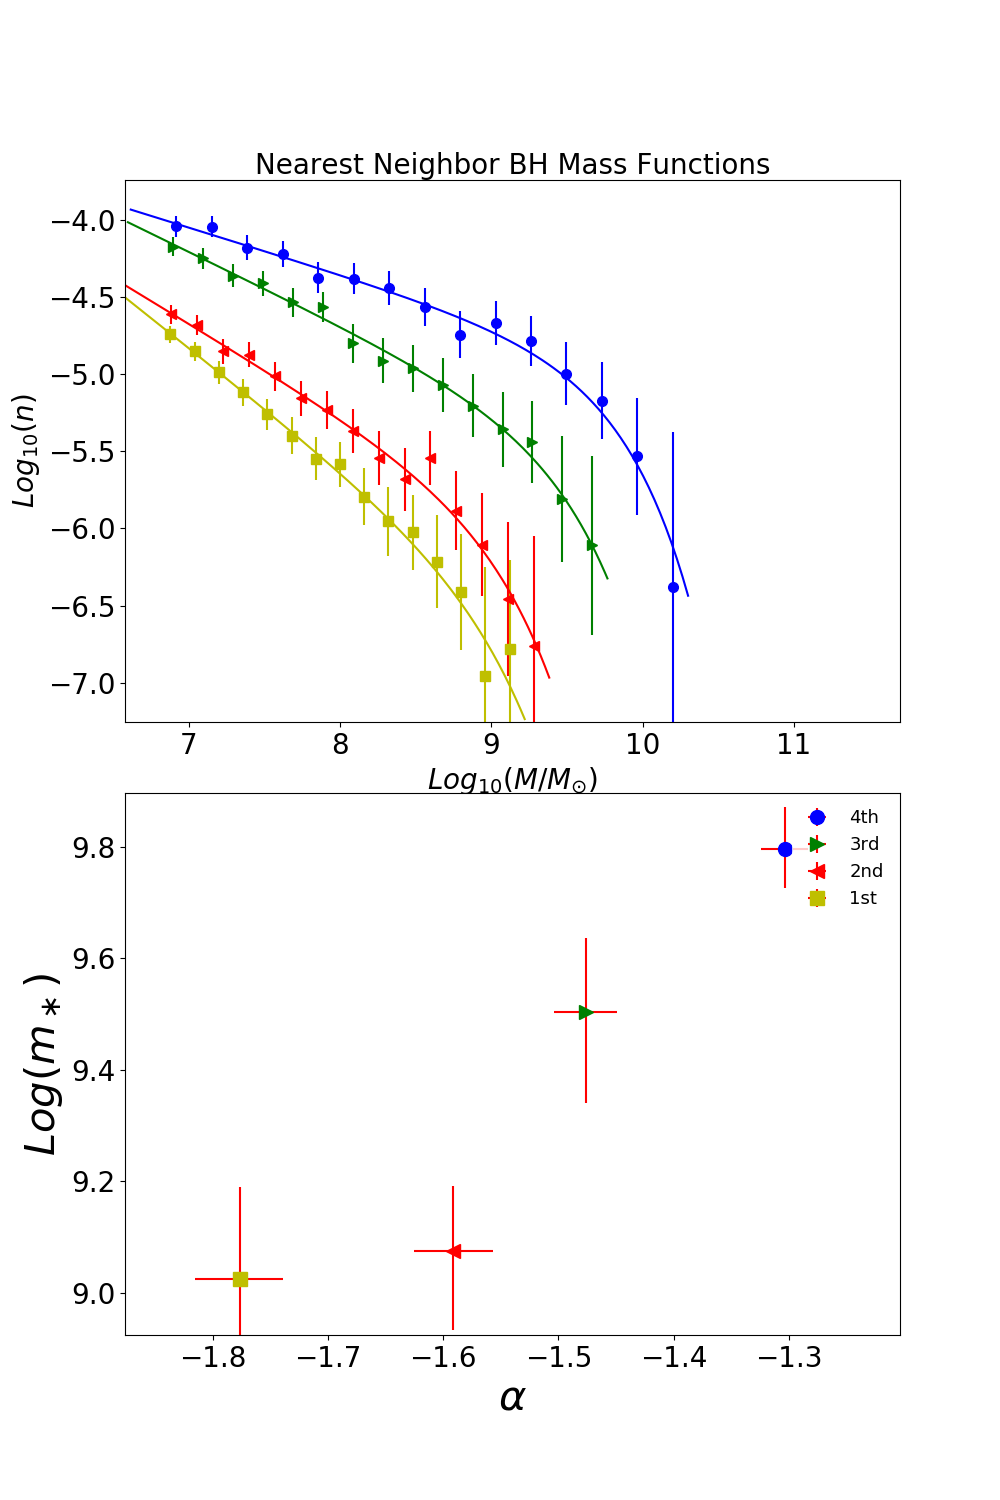 Nearest Neighbor BH Mass Functions
−4.0
−4.5
−5.0
−5.5
−6.0
−6.5
−7.0
Log₁₀(n)
7 8 9 10 11
Log₁₀(M/M☉)
4th
3rd
2nd
1st
9.8
9.6
9.4
9.2
9.0
Log(m∗)
−1.8 −1.7 −1.6 −1.5 −1.4 −1.3
α